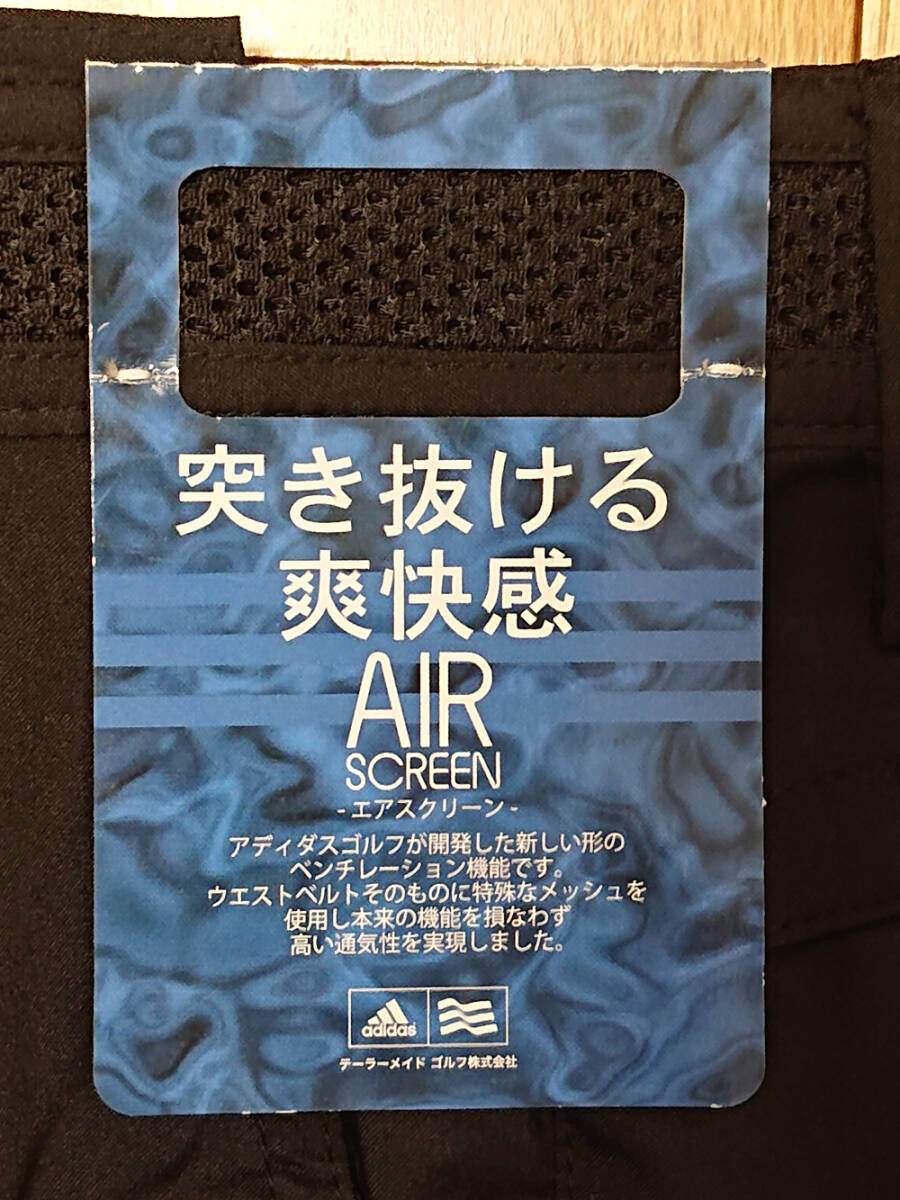 突き抜ける
爽快感
AIR
SCREEN
-エアスクリーン-
アディダスゴルフが開発した新しい形の
ベンチレーション機能です。
ウエストベルトそのものに特殊なメッシュを
使用し本来の機能を損なわず
高い通気性を実現しました。
adidas
テーラーメイド ゴルフ株式会社